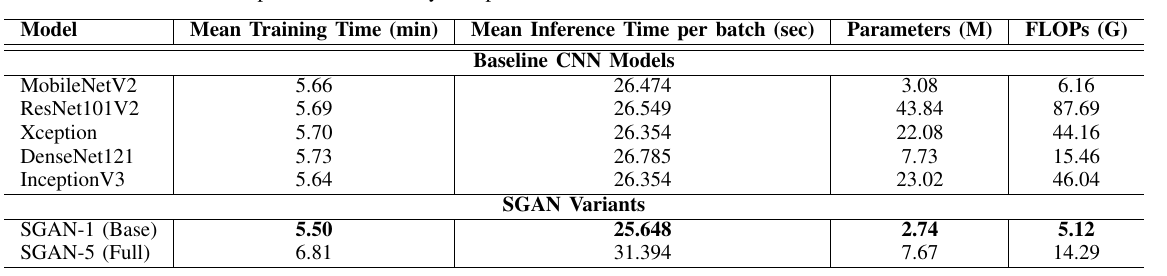 Model Mean Training Time (min) Mean Inference Time per batch (sec) Parameters (M) FLOPs (G)
Baseline CNN Models
MobileNetV2 5.66 26.474 3.08 6.16
ResNet101V2 5.69 26.549 43.84 87.69
Xception 5.70 26.354 22.08 44.16
DenseNet121 5.73 26.785 7.73 15.46
InceptionV3 5.64 26.354 23.02 46.04
SGAN Variants
SGAN-1 (Base) 5.50 25.648 2.74 5.12
SGAN-5 (Full) 6.81 31.394 7.67 14.29